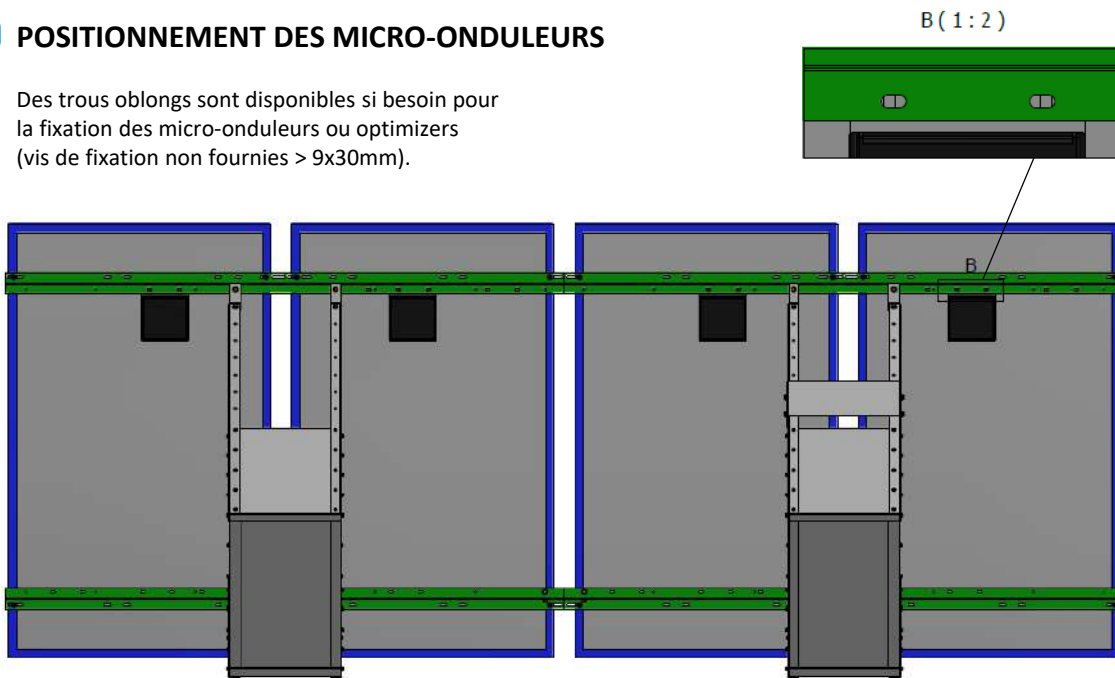 POSITIONNEMENT DES MICRO-ONDULEURS
B(1:2)
Des trous oblongs sont disponibles si besoin pour
la fixation des micro-onduleurs ou optimizers
(vis de fixation non fournies > 9x30mm).
B